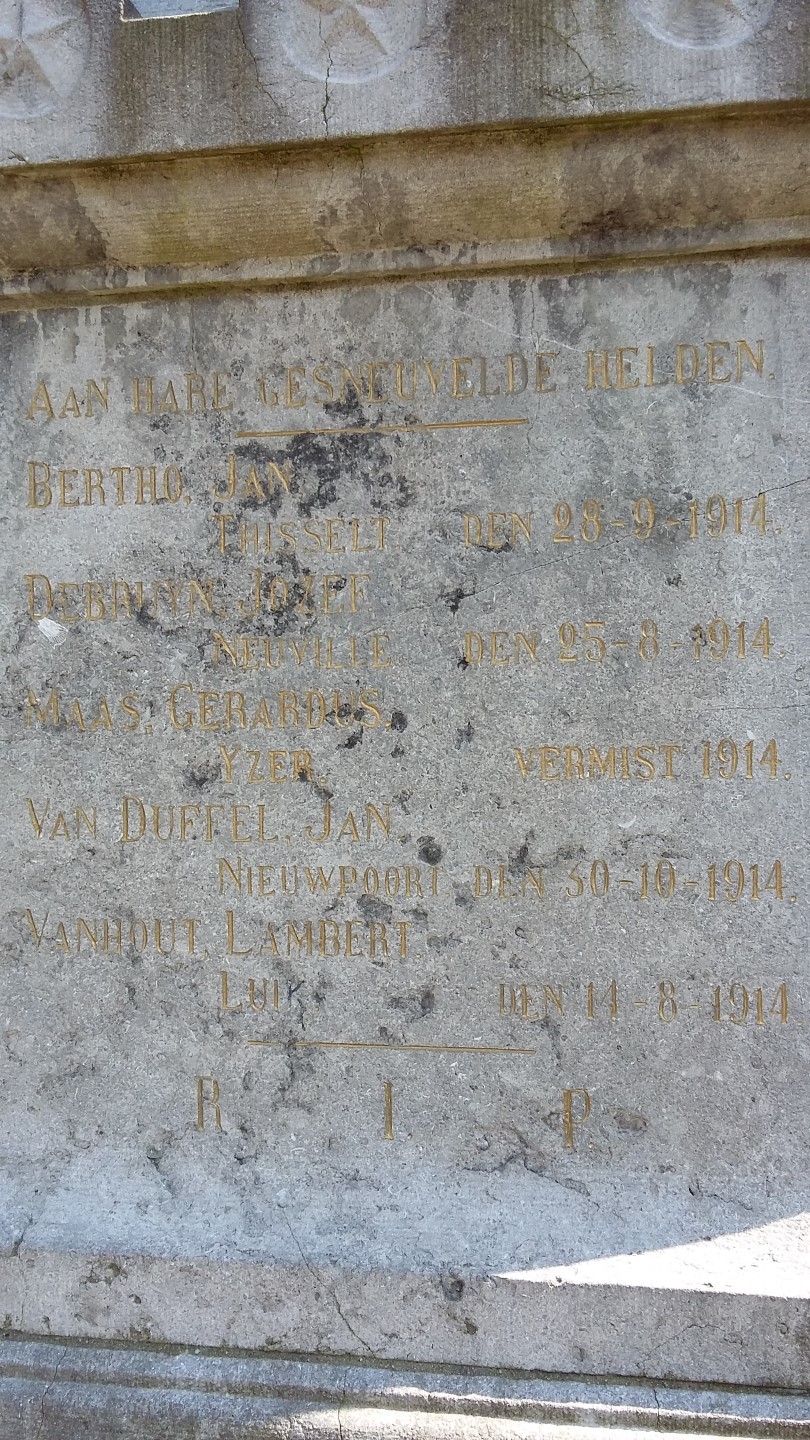 AAN HARE GESNEUVELDE HELDEN.
BERTHO, JAN
THISSELT. DEN 28-9-1914.
DEBRUYN, JOZEF,
NEUVILLE. DEN 25-8-1914.
MAAS, GERARDUS,
YZER, VERMIST 1914.
VAN DUFFEL, JAN,
NIEUWPOORT DEN 30-10-1914.
VANHOUT, LAMBERT,
LUIK DEN 14-8-1914
R I P.